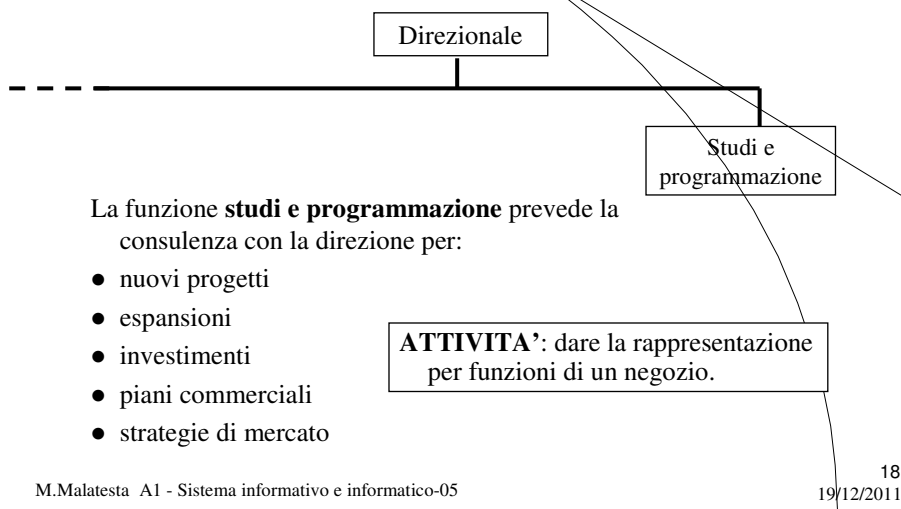 Direzionale
Studi e
programmazione
La funzione studi e programmazione prevede la
consulenza con la direzione per:
● nuovi progetti
● espansioni
● investimenti
● piani commerciali
● strategie di mercato
ATTIVITA’: dare la rappresentazione
per funzioni di un negozio.
M.Malatesta A1 - Sistema informativo e informatico-05
18
19/12/2011